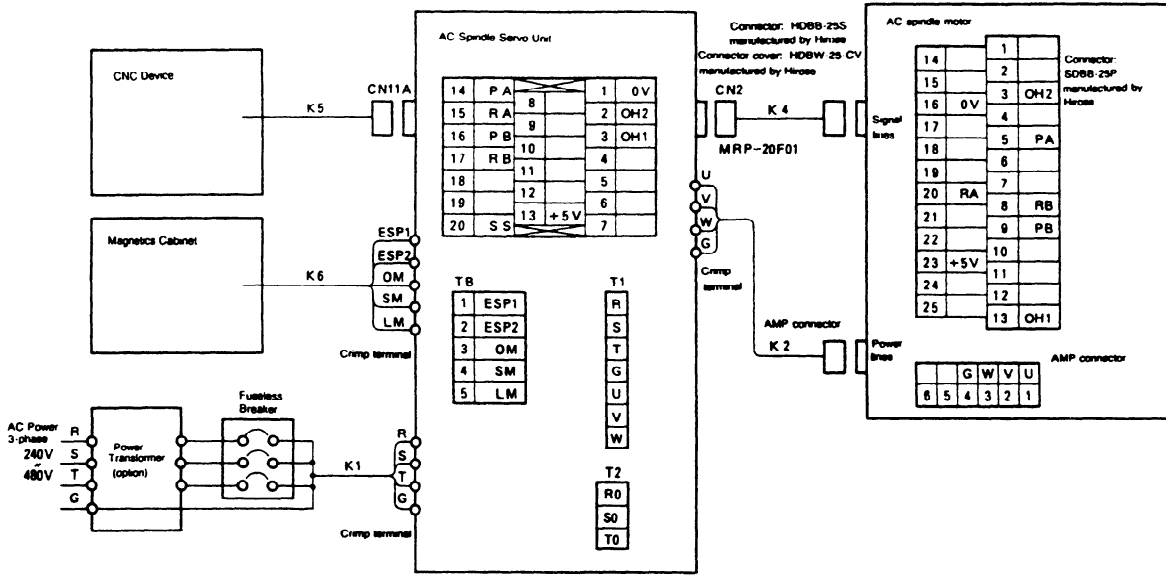 CNC Device
K5
CN11A
Magnetics Cabinet
K6
ESP1
ESP2
OM
SM
LM
Crimp terminal
AC Power
3-phase
240V
~
480V
R
S
T
G
Power
Transformer
(option)
Fuseless
Breaker
K1
R
S
T
G
Crimp terminal
AC Spindle Servo Unit
14 PA
15 RA
16 PB
17 RB
18
19
20 SS
8
9
10
11
12
13 +5V
1 0V
2 OH2
3 OH1
4
5
6
7
TB
1 ESP1
2 ESP2
3 OM
4 SM
5 LM
T1
R
S
T
G
U
V
W
T2
R0
S0
T0
Connector: HDBB-25S
manufactured by Hirose
Connector cover: HDBW-25-CV
manufactured by Hirose
CN2
K4
MRP-20F01
U
V
W
G
Crimp
terminal
AMP connector
K2
AC spindle motor
Signal
lines
14
15
16 0V
17
18
19
20 RA
21
22
23 +5V
24
25
1
2
3 OH2
4
5 PA
6
7
8 RB
9 PB
10
11
12
13 OH1
Connector:
SDBB-25P
manufactured by
Hirose
Power
lines
AMP connector
G W V U
6 5 4 3 2 1